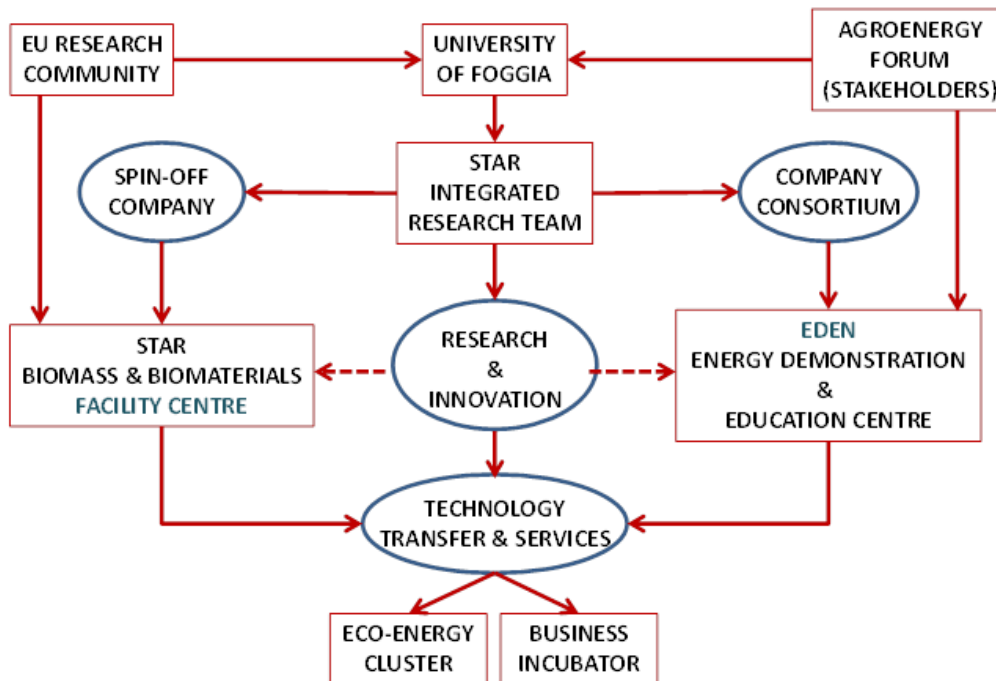 EU RESEARCH
COMMUNITY
UNIVERSITY
OF FOGGIA
AGROENERGY
FORUM
(STAKEHOLDERS)
SPIN-OFF
COMPANY
STAR
INTEGRATED
RESEARCH TEAM
COMPANY
CONSORTIUM
STAR
BIOMASS & BIOMATERIALS
FACILITY CENTRE
RESEARCH
&
INNOVATION
EDEN
ENERGY DEMONSTRATION
&
EDUCATION CENTRE
TECHNOLOGY
TRANSFER & SERVICES
ECO-ENERGY
CLUSTER
BUSINESS
INCUBATOR